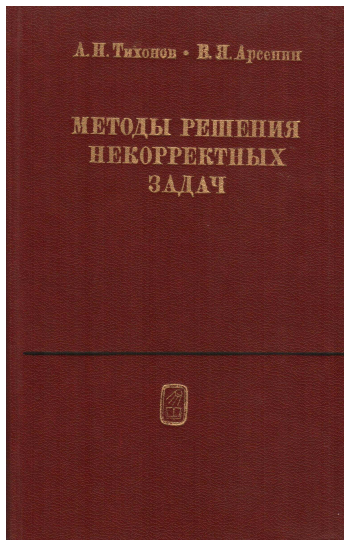 А. Н. Тихонов • В. Я. Арсенин
МЕТОДЫ РЕШЕНИЯ
НЕКОРРЕКТНЫХ
ЗАДАЧ